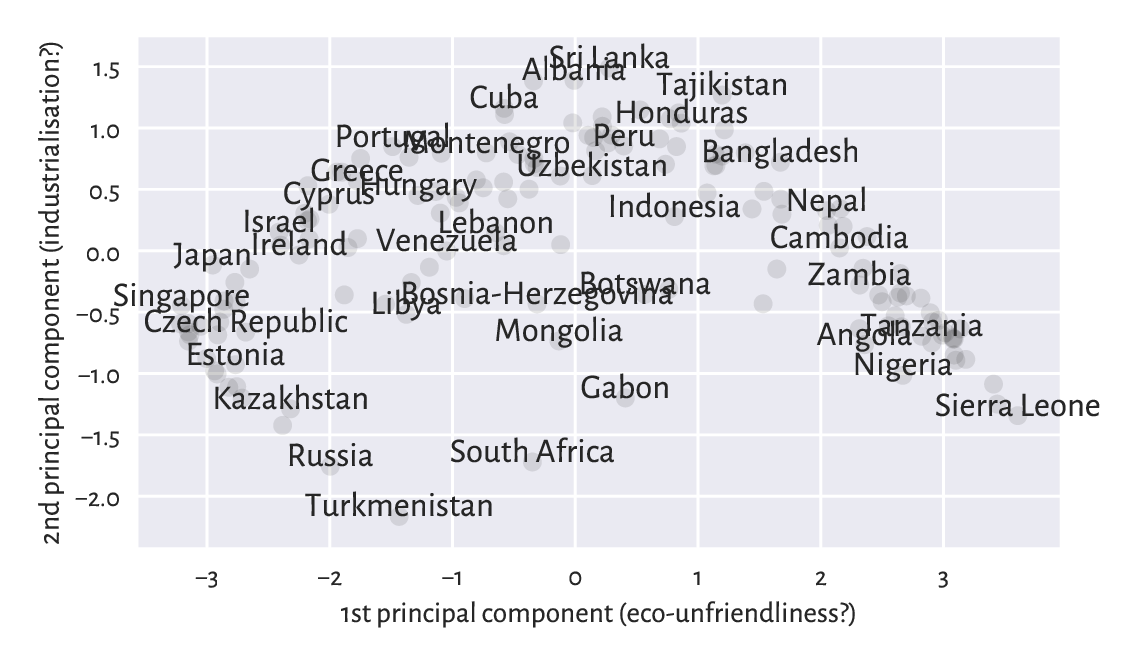 2nd principal component (industrialisation?)
1.5
1.0
0.5
0.0
−0.5
−1.0
−1.5
−2.0
Sri Lanka
Albania
Tajikistan
Cuba
Honduras
Portugal
Montenegro
Peru
Bangladesh
Uzbekistan
Greece
Hungary
Cyprus
Nepal
Indonesia
Israel
Lebanon
Ireland
Venezuela
Cambodia
Japan
Zambia
Botswana
Singapore
Bosnia-Herzegovina
Libya
Czech Republic
Mongolia
Tanzania
Angola
Estonia
Nigeria
Kazakhstan
Gabon
Sierra Leone
Russia
South Africa
Turkmenistan
−3 −2 −1 0 1 2 3
1st principal component (eco-unfriendliness?)